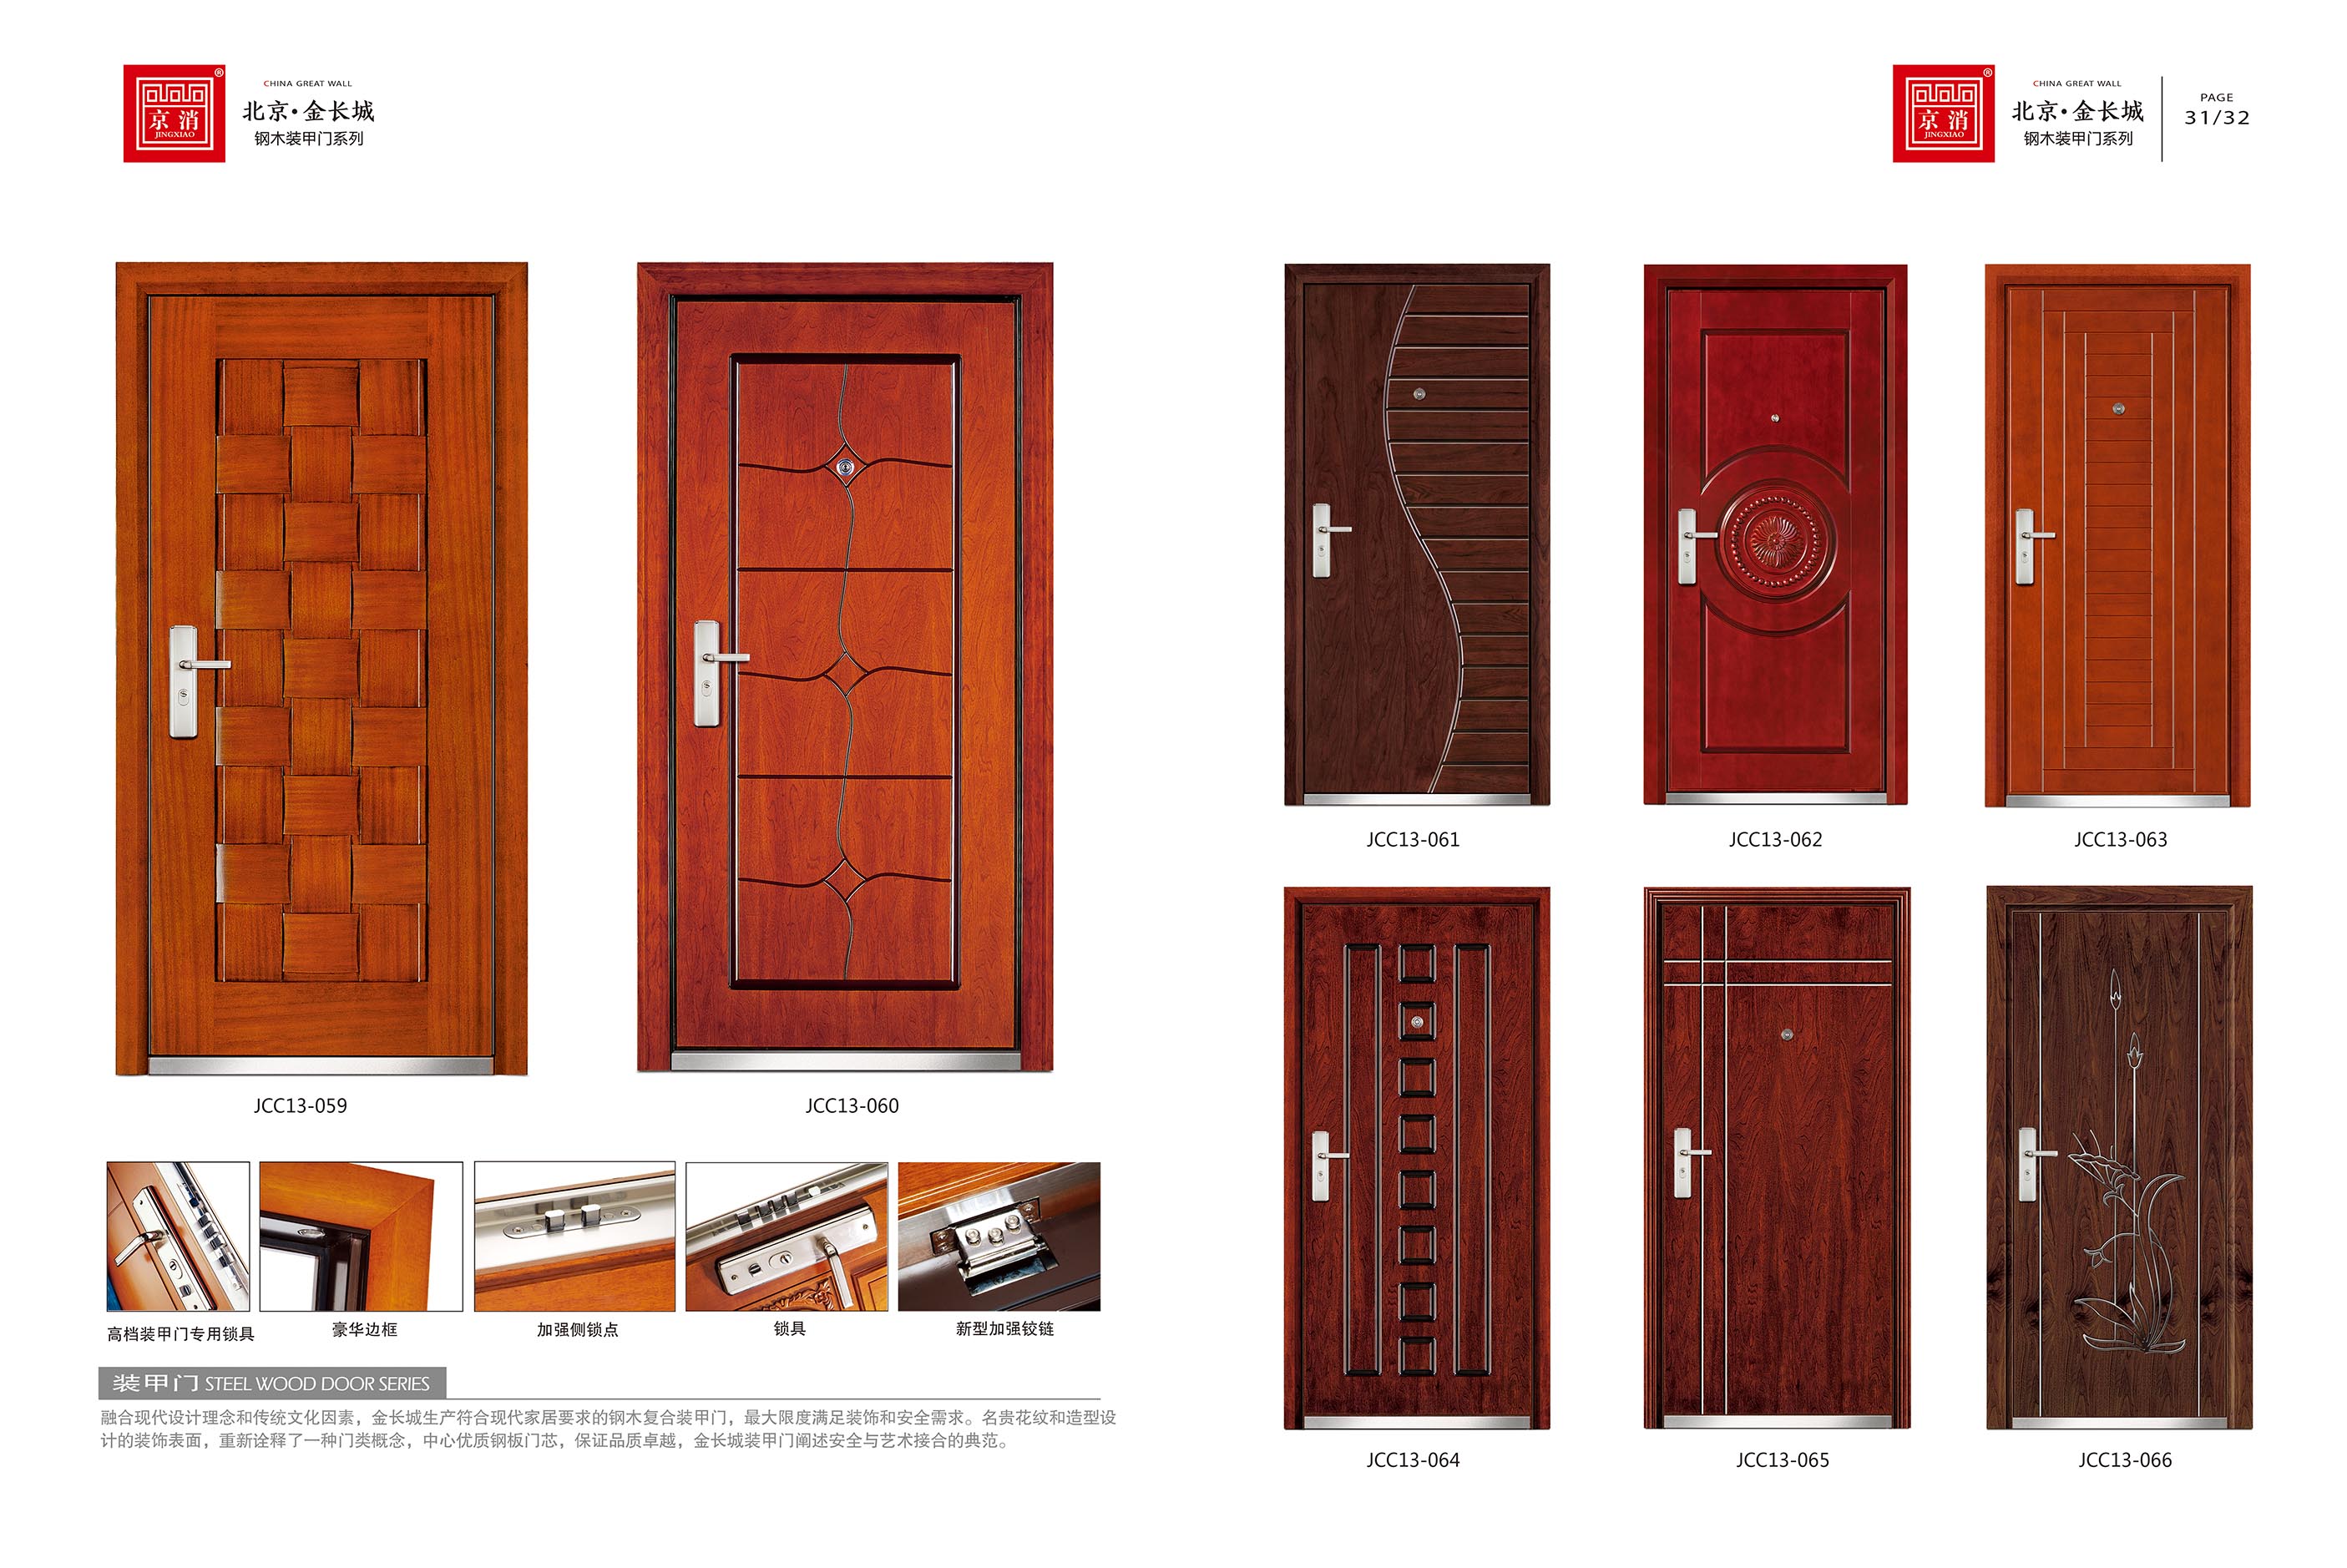 京消
JINGXIAO
®
CHINA GREAT WALL
北京·金长城
钢木装甲门系列
京消
JINGXIAO
®
CHINA GREAT WALL
北京·金长城
钢木装甲门系列
PAGE
31/32
JCC13-059
JCC13-060
高档装甲门专用锁具
豪华边框
加强侧锁点
锁具
新型加强铰链
装甲门 STEEL WOOD DOOR SERIES
融合现代设计理念和传统文化因素，金长城生产符合现代家居要求的钢木复合装甲门，最大限度满足装饰和安全需求。名贵花纹和造型设
计的装饰表面，重新诠释了一种门类概念，中心优质钢板门芯，保证品质卓越，金长城装甲门阐述安全与艺术接合的典范。
JCC13-061
JCC13-062
JCC13-063
JCC13-064
JCC13-065
JCC13-066